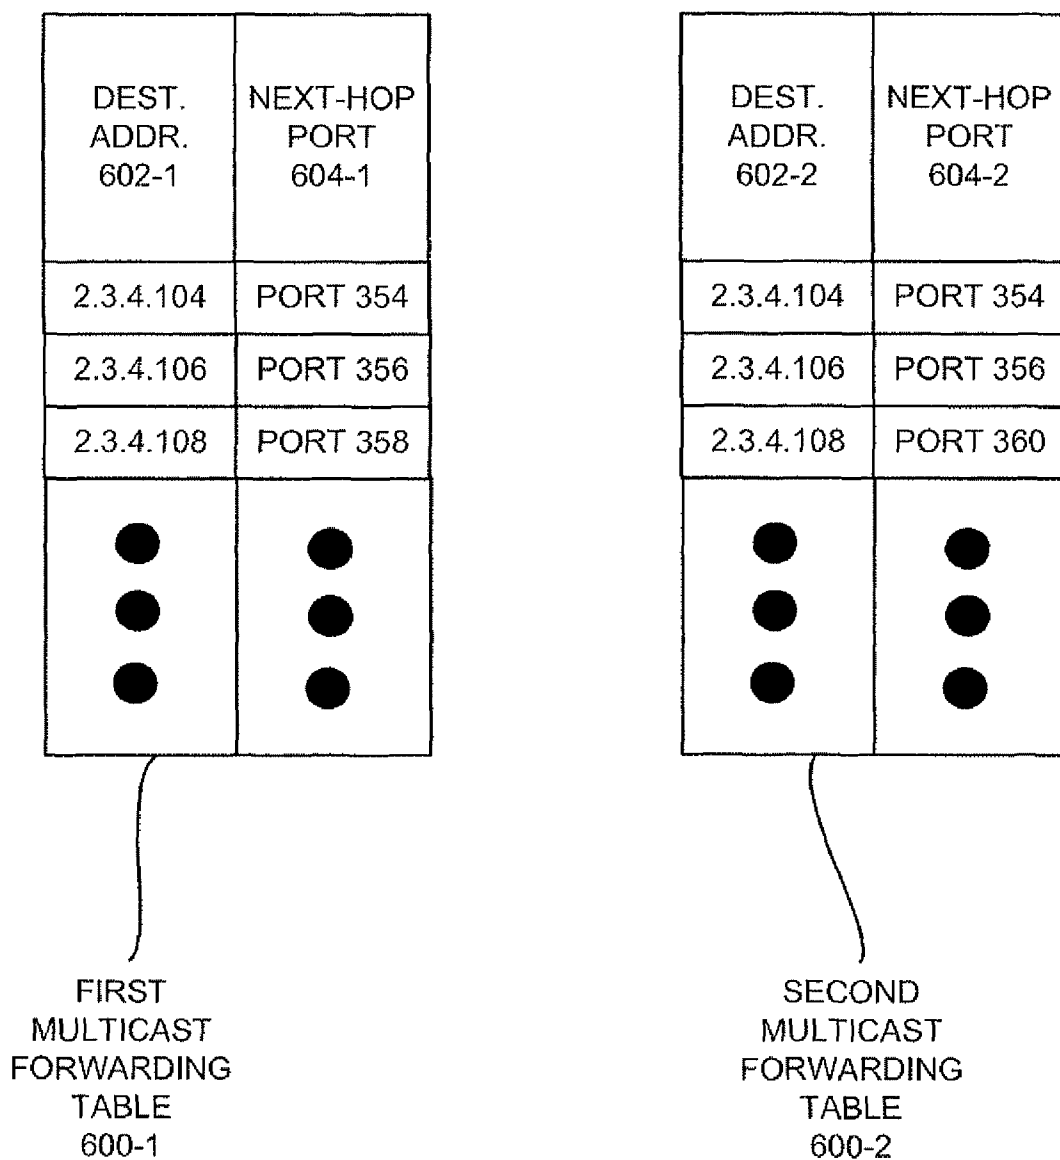 DEST.
ADDR.
602-1
NEXT-HOP
PORT
604-1
2.3.4.104 PORT 354
2.3.4.106 PORT 356
2.3.4.108 PORT 358
FIRST
MULTICAST
FORWARDING
TABLE
600-1
DEST.
ADDR.
602-2
NEXT-HOP
PORT
604-2
2.3.4.104 PORT 354
2.3.4.106 PORT 356
2.3.4.108 PORT 360
SECOND
MULTICAST
FORWARDING
TABLE
600-2